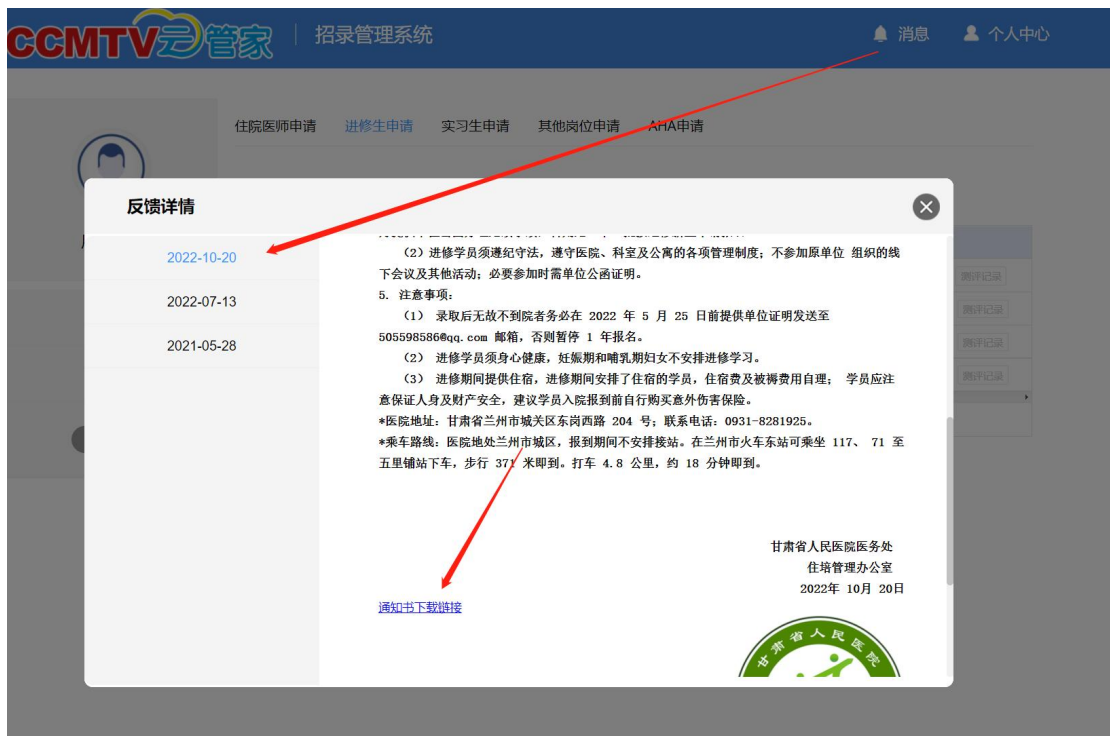 CCMTV云管家
招录管理系统
消息
个人中心
住院医师申请 进修生申请 实习生申请 其他岗位申请 AHA申请
反馈详情
2022-10-20
2022-07-13
2021-05-28
（2）进修学员须遵纪守法，遵守医院、科室及公寓的各项管理制度；不参加原单位 组织的线
下会议及其他活动；必要参加时需单位公函证明。
5. 注意事项：
（1） 录取后无故不到院者务必在 2022 年 5 月 25 日前提供单位证明发送至
505598586@qq.com 邮箱，否则暂停 1 年报名。
（2） 进修学员须身心健康，妊娠期和哺乳期妇女不安排进修学习。
（3） 进修期间提供住宿，进修期间安排了住宿的学员，住宿费及被褥费用自理； 学员应注
意保证人身及财产安全，建议学员入院报到前自行购买意外伤害保险。
*医院地址：甘肃省兰州市城关区东岗西路 204 号；联系电话：0931-8281925。
*乘车路线：医院地处兰州市城区，报到期间不安排接站。在兰州市火车东站可乘坐 117、 71 至
五里铺站下车，步行 371 米即到。打车 4.8 公里，约 18 分钟即到。
甘肃省人民医院医务处
住培管理办公室
2022年 10月 20日
通知书下载链接
甘肃省人民医院
测评记录
测评记录
测评记录
测评记录